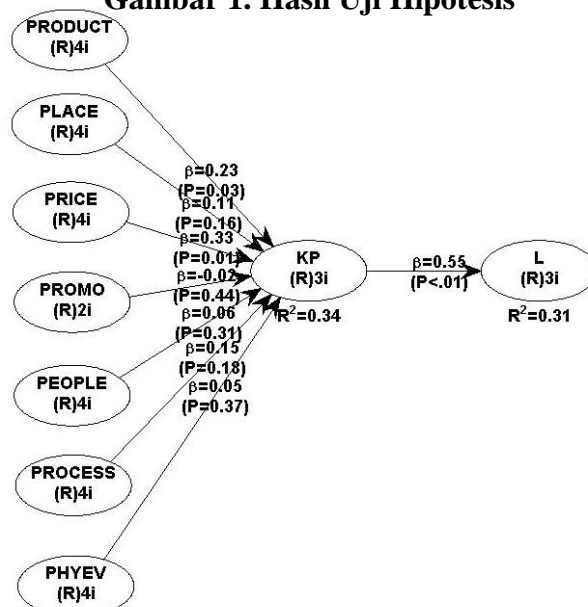 Gambar 1. Hasil Uji Hipotesis
PRODUCT
(R)4i
PLACE
(R)4i
PRICE
(R)4i
PROMO
(R)2i
PEOPLE
(R)4i
PROCESS
(R)4i
PHYEV
(R)4i
β=0.23
(P=0.03)
β=0.11
(P=0.16)
β=0.33
(P=0.01)
β=-0.02
(P=0.44)
β=0.06
(P=0.31)
β=0.15
(P=0.18)
β=0.05
(P=0.37)
KP
(R)3i
R²=0.34
β=0.55
(P<.01)
L
(R)3i
R²=0.31